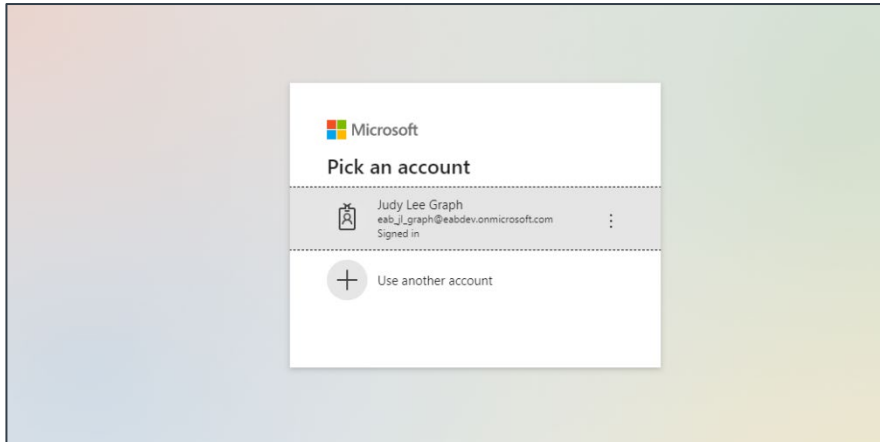 Microsoft
Pick an account
Judy Lee Graph
eab_jl_graph@eabdev.onmicrosoft.com
Signed in
Use another account